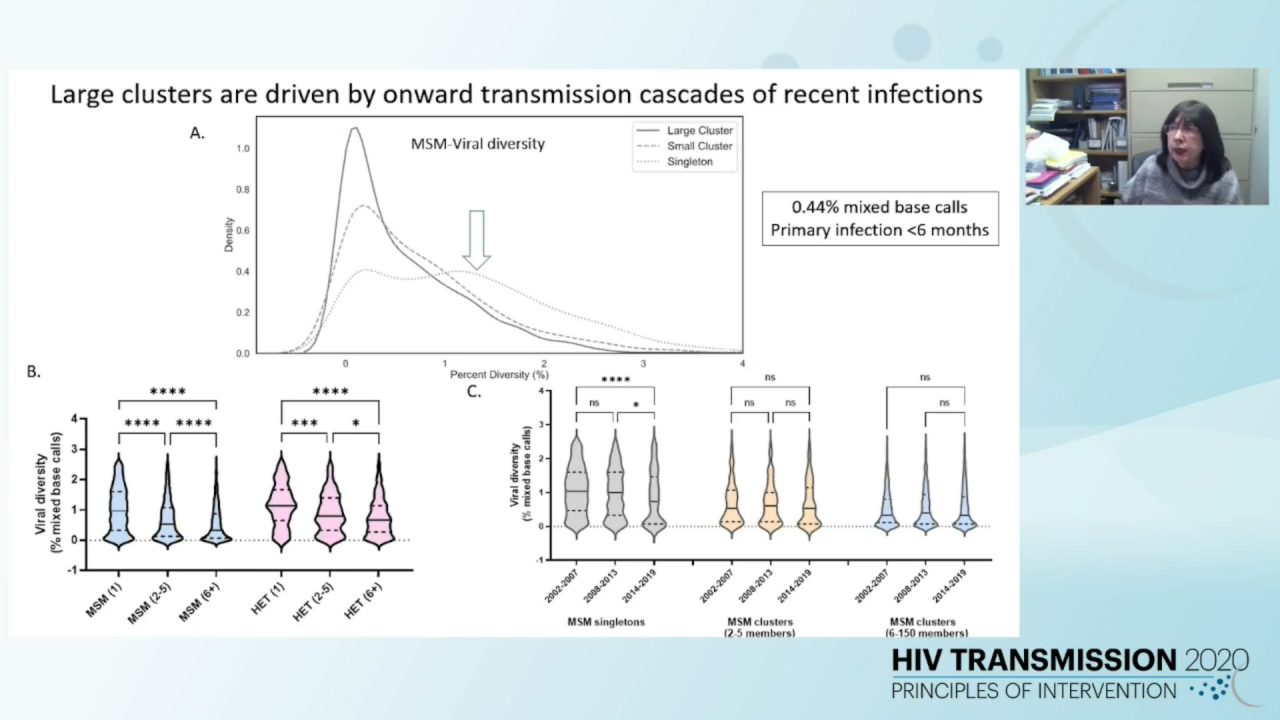 Large clusters are driven by onward transmission cascades of recent infections
A.
MSM-Viral diversity
Large Cluster
Small Cluster
Singleton
1.0
0.8
0.6
0.4
0.2
0.0
Density
0 1 2 3 4
Percent Diversity (%)
0.44% mixed base calls
Primary infection <6 months
B.
**** ****
**** **** *** *
4
3
2
1
0
-1
Viral diversity
(% mixed base calls)
MSM (1) MSM (2-5) MSM (6+) HET (1) HET (2-5) HET (6+)
C.
**** ns ns
ns * ns ns ns
4
3
2
1
0
-1
Viral diversity
(% mixed base calls)
2002-2007 2008-2013 2014-2019 2002-2007 2008-2013 2014-2019 2002-2007 2008-2013 2014-2019
MSM singletons
MSM clusters
(2-5 members)
MSM clusters
(6-150 members)
HIV TRANSMISSION 2020
PRINCIPLES OF INTERVENTION